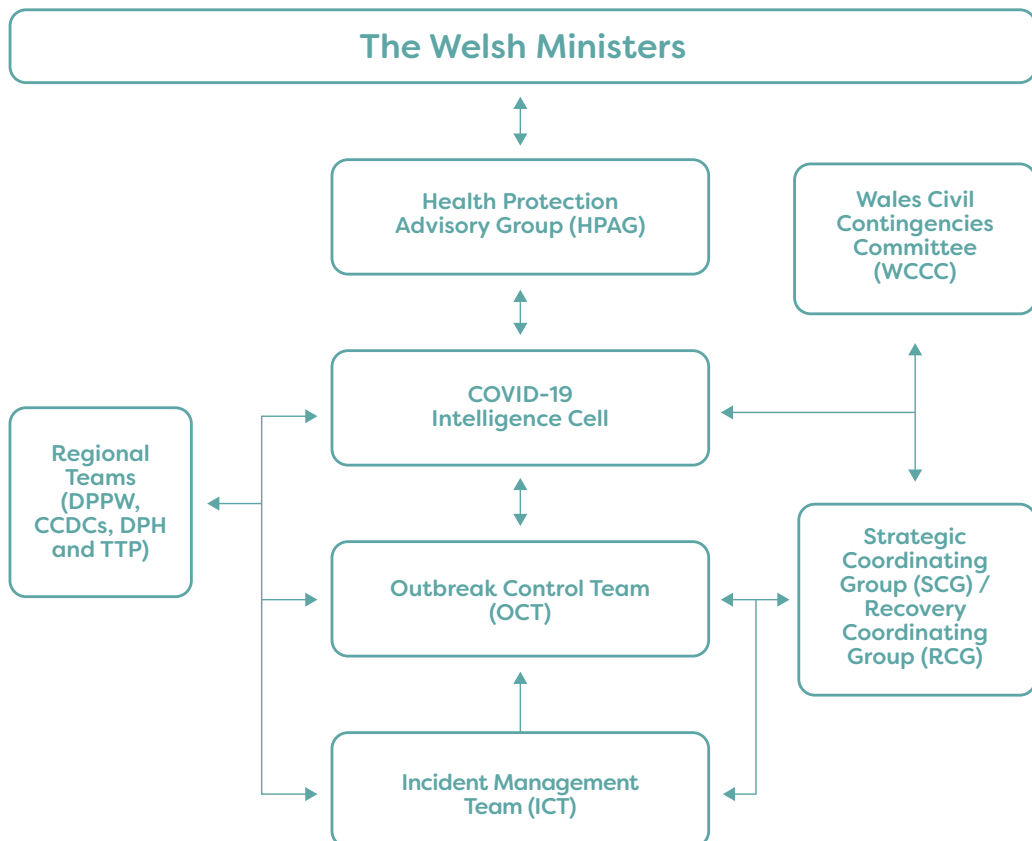 The Welsh Ministers
Health Protection
Advisory Group (HPAG)
Wales Civil
Contingencies
Committee
(WCCC)
COVID-19
Intelligence Cell
Regional
Teams
(DPPW,
CCDCs, DPH
and TTP)
Outbreak Control Team
(OCT)
Strategic
Coordinating
Group (SCG) /
Recovery
Coordinating
Group (RCG)
Incident Management
Team (ICT)